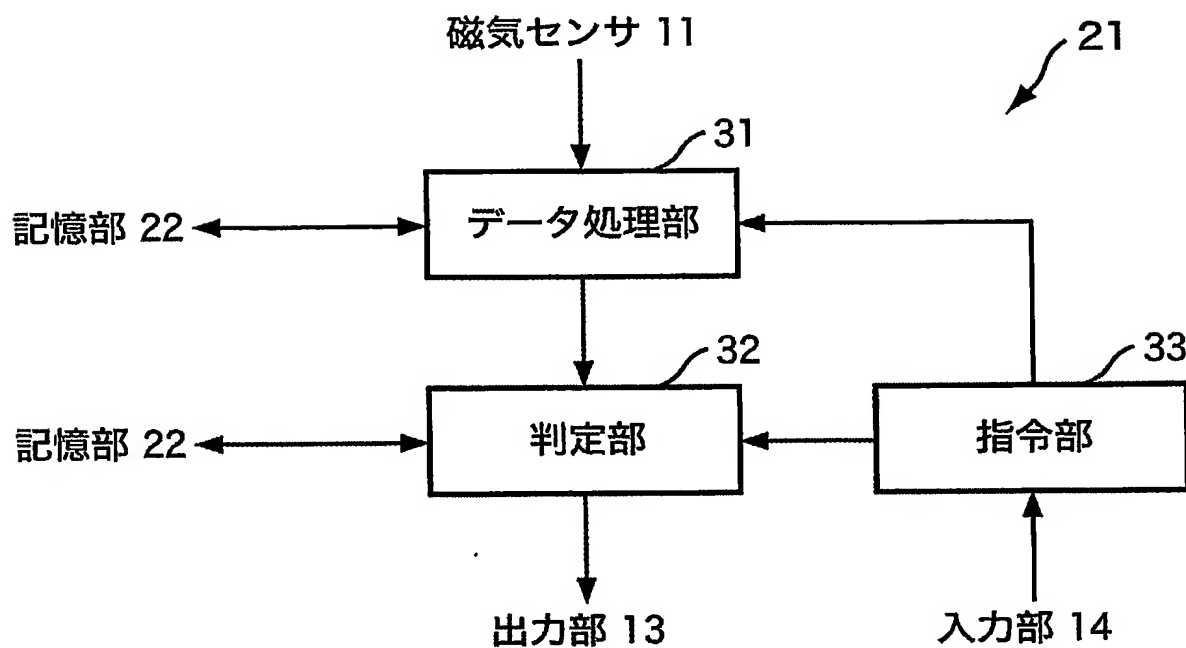 磁気センサ 11
21
31
記憶部 22
データ処理部
32
33
記憶部 22
判定部
指令部
出力部 13
入力部 14